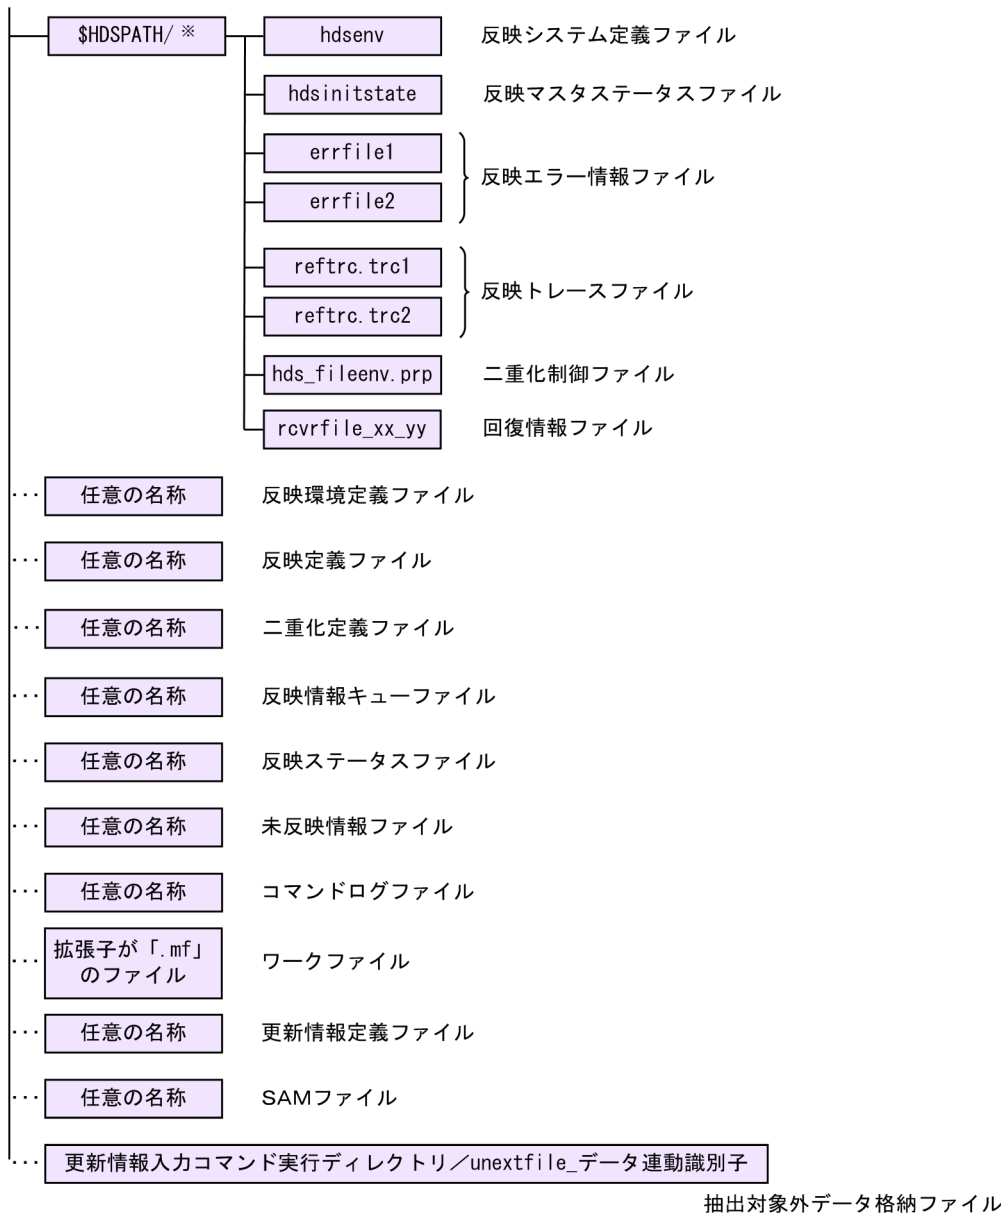 $HDSPATH/ ※
hdsenv 反映システム定義ファイル
hdsinitstate 反映マスタステータスファイル
errfile1
反映エラー情報ファイル
errfile2
reftrc.trc1
反映トレースファイル
reftrc.trc2
hds_fileenv.prp 二重化制御ファイル
rcvrfile_xx_yy 回復情報ファイル
… 任意の名称 反映環境定義ファイル
… 任意の名称 反映定義ファイル
… 任意の名称 二重化定義ファイル
… 任意の名称 反映情報キューファイル
… 任意の名称 反映ステータスファイル
… 任意の名称 未反映情報ファイル
… 任意の名称 コマンドログファイル
拡張子が「.mf」
… のファイル ワークファイル
… 任意の名称 更新情報定義ファイル
… 任意の名称 SAMファイル
… 更新情報入力コマンド実行ディレクトリ／unextfile_データ連動識別子
抽出対象外データ格納ファイル